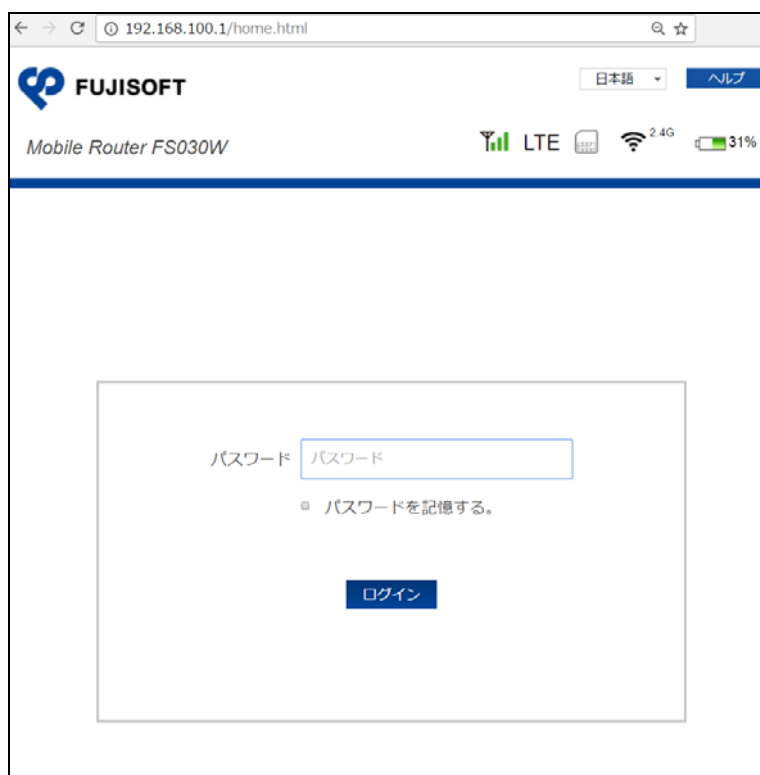 192.168.100.1/home.html
FUJISOFT
日本語
ヘルプ
Mobile Router FS030W
LTE
2.4G
31%
パスワード
パスワード
パスワードを記憶する。
ログイン